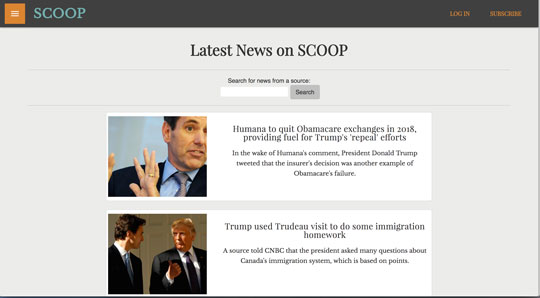 SCOOP
LOG IN
SUBSCRIBE
Latest News on SCOOP
Search for news from a source:
Search
Humana to quit Obamacare exchanges in 2018,
providing fuel for Trump's 'repeal' efforts
In the wake of Humana's comment, President Donald Trump
tweeted that the insurer's decision was another example of
Obamacare's failure.
Trump used Trudeau visit to do some immigration
homework
A source told CNBC that the president asked many questions about
Canada's immigration system, which is based on points.